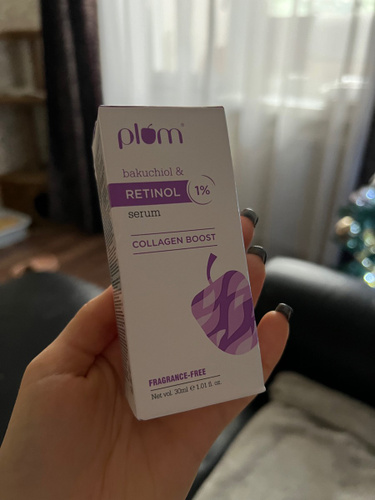 plum®
bakuchiol &
RETINOL 1%
serum
COLLAGEN BOOST
FRAGRANCE-FREE
Net vol. 30ml ℮ 1.01 fl. oz.